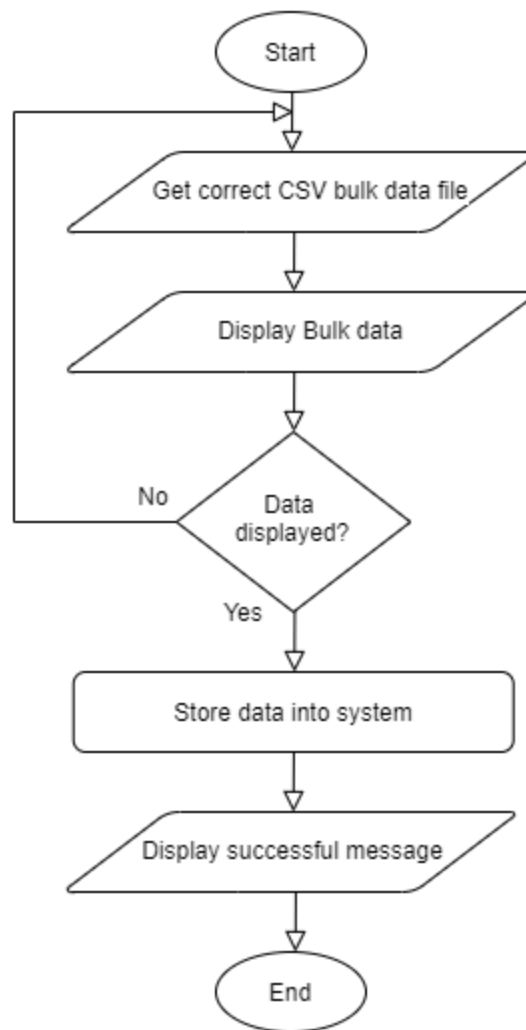 Start
Get correct CSV bulk data file
Display Bulk data
No
Data
displayed?
Yes
Store data into system
Display successful message
End